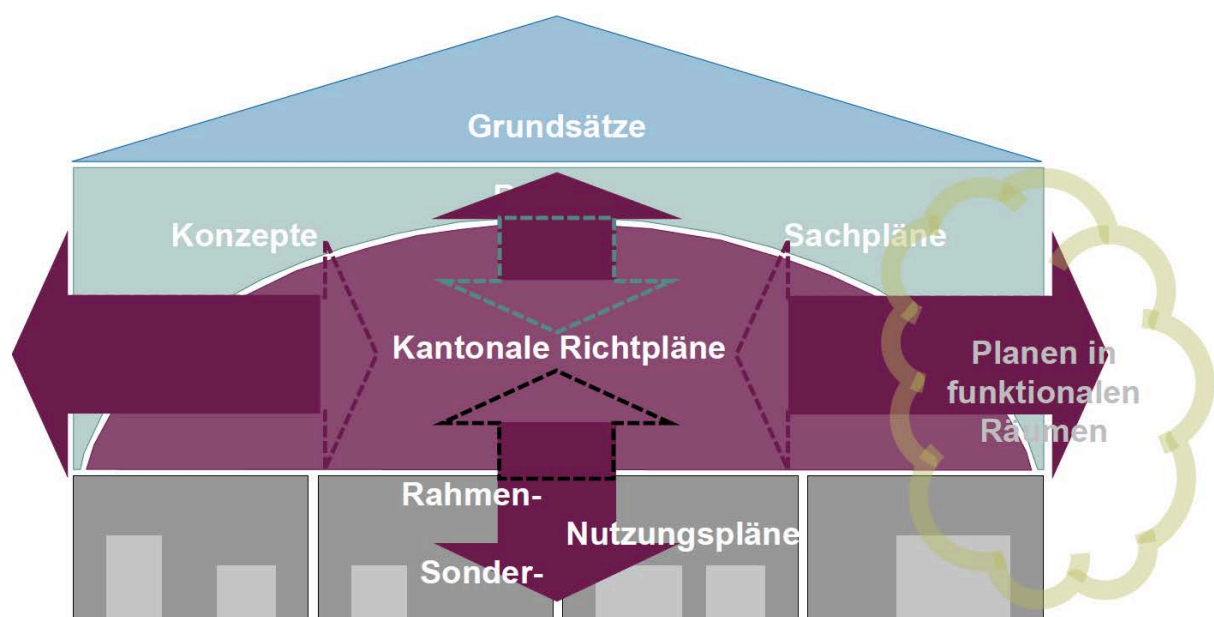 Grundsätze
Konzepte
Sachpläne
Kantonale Richtpläne
Planen in
funktionalen
Räumen
Rahmen-
Nutzungspläne
Sonder-